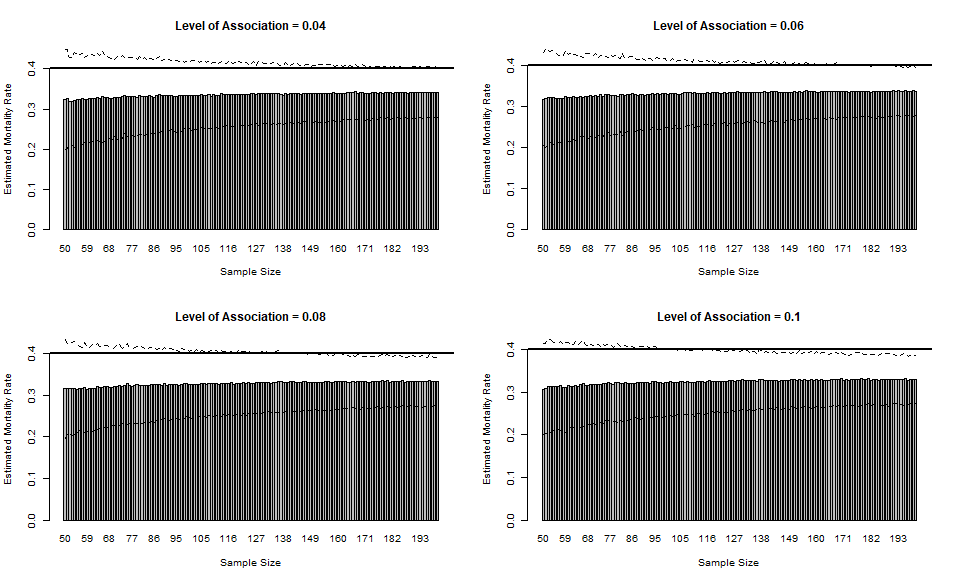 Level of Association = 0.04
Estimated Mortality Rate
0.4
0.3
0.2
0.1
0.0
50 59 68 77 86 95 105 116 127 138 149 160 171 182 193
Sample Size
Level of Association = 0.06
Estimated Mortality Rate
0.4
0.3
0.2
0.1
0.0
50 59 68 77 86 95 105 116 127 138 149 160 171 182 193
Sample Size
Level of Association = 0.08
Estimated Mortality Rate
0.4
0.3
0.2
0.1
0.0
50 59 68 77 86 95 105 116 127 138 149 160 171 182 193
Sample Size
Level of Association = 0.1
Estimated Mortality Rate
0.4
0.3
0.2
0.1
0.0
50 59 68 77 86 95 105 116 127 138 149 160 171 182 193
Sample Size